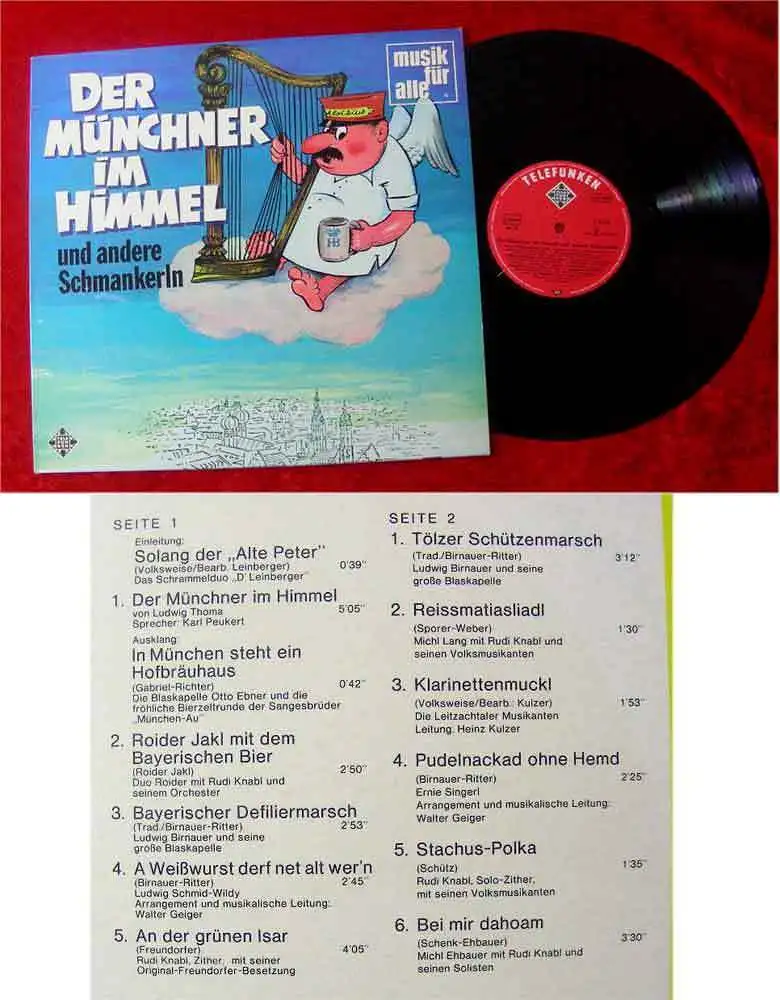 DER
MÜNCHNER
im
HiMMEL
und andere
Schmankerln
musik
für
alle
Aloisius
HB
TELEFUNKEN
SEITE 1
Einleitung:
Solang der „Alte Peter"
(Volksweise/Bearb. Leinberger) 0'39"
Das Schrammelduo „D' Leinberger"
1. Der Münchner im Himmel
von Ludwig Thoma 5'05"
Sprecher: Karl Peukert
Ausklang:
In München steht ein
Hofbräuhaus
(Gabriel-Richter) 0'42"
Die Blaskapelle Otto Ebner und die
fröhliche Bierzeltrunde der Sangesbrüder
„München-Au"
2. Roider Jakl mit dem
Bayerischen Bier
(Roider Jakl) 2'50"
Duo Roider mit Rudi Knabl und
seinem Orchester
3. Bayerischer Defiliermarsch
(Trad./Birnauer-Ritter) 2'53"
Ludwig Birnauer und seine
große Blaskapelle
4. A Weißwurst derf net alt wer'n
(Birnauer-Ritter) 2'45"
Ludwig Schmid-Wildy
Arrangement und musikalische Leitung:
Walter Geiger
5. An der grünen Isar
(Freundorfer) 4'05"
Rudi Knabl, Zither, mit seiner
Original-Freundorfer-Besetzung
SEITE 2
1. Tölzer Schützenmarsch
(Trad./Birnauer-Ritter) 3'12"
Ludwig Birnauer und seine
große Blaskapelle
2. Reissmatiasliadl
(Sporer-Weber) 1'30"
Michl Lang mit Rudi Knabl und
seinen Volksmusikanten
3. Klarinettenmuckl
(Volksweise/Bearb.: Kulzer) 1'53"
Die Leitzachtaler Musikanten
Leitung: Heinz Kulzer
4. Pudelnackad ohne Hemd
(Birnauer-Ritter) 2'25"
Ernie Singerl
Arrangement und musikalische Leitung:
Walter Geiger
5. Stachus-Polka
(Schütz) 1'35"
Rudi Knabl, Solo-Zither,
mit seinen Volksmusikanten
6. Bei mir dahoam
(Schenk-Ehbauer) 3'30"
Michl Ehbauer mit Rudi Knabl und
seinen Solisten